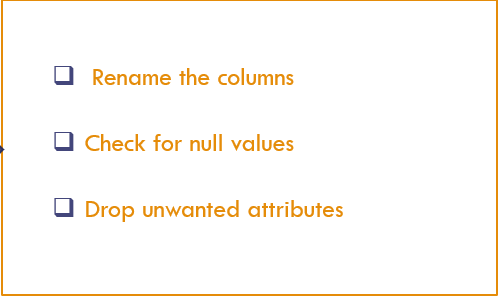 ❑ Rename the columns
❑ Check for null values
❑ Drop unwanted attributes